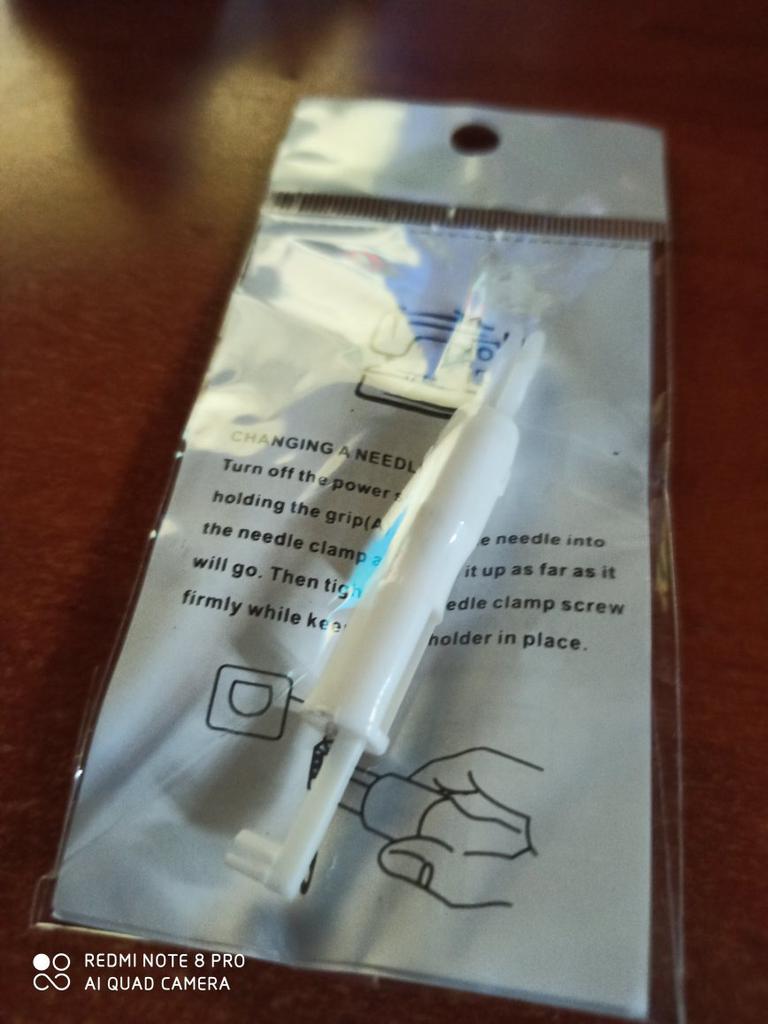 CHANGING A NEEDL
Turn off the power s
holding the grip(A e needle into
the needle clamp a it up as far as it
will go. Then tigh edle clamp screw
firmly while kee holder in place.
REDMI NOTE 8 PRO
AI QUAD CAMERA